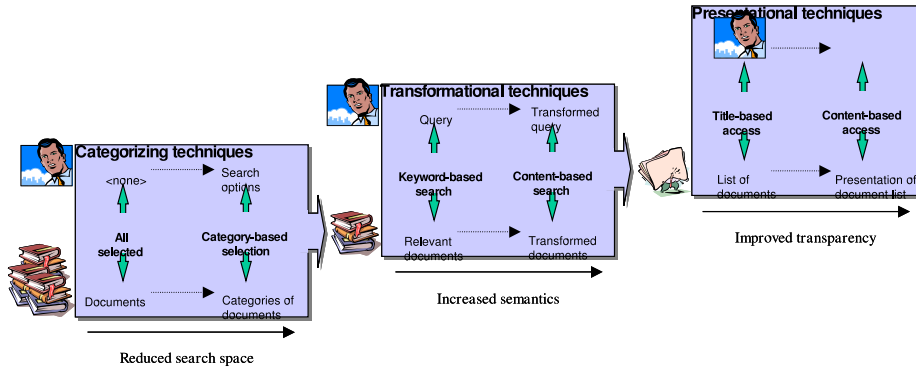 Categorizing techniques
<none>
Search
options
All
selected
Category-based
selection
Documents
Categories of
documents
Reduced search space
Transformational techniques
Query
Transformed
query
Keyword-based
search
Content-based
search
Relevant
documents
Transformed
documents
Increased semantics
Presentational techniques
Title-based
access
Content-based
access
List of
documents
Presentation of
document list
Improved transparency